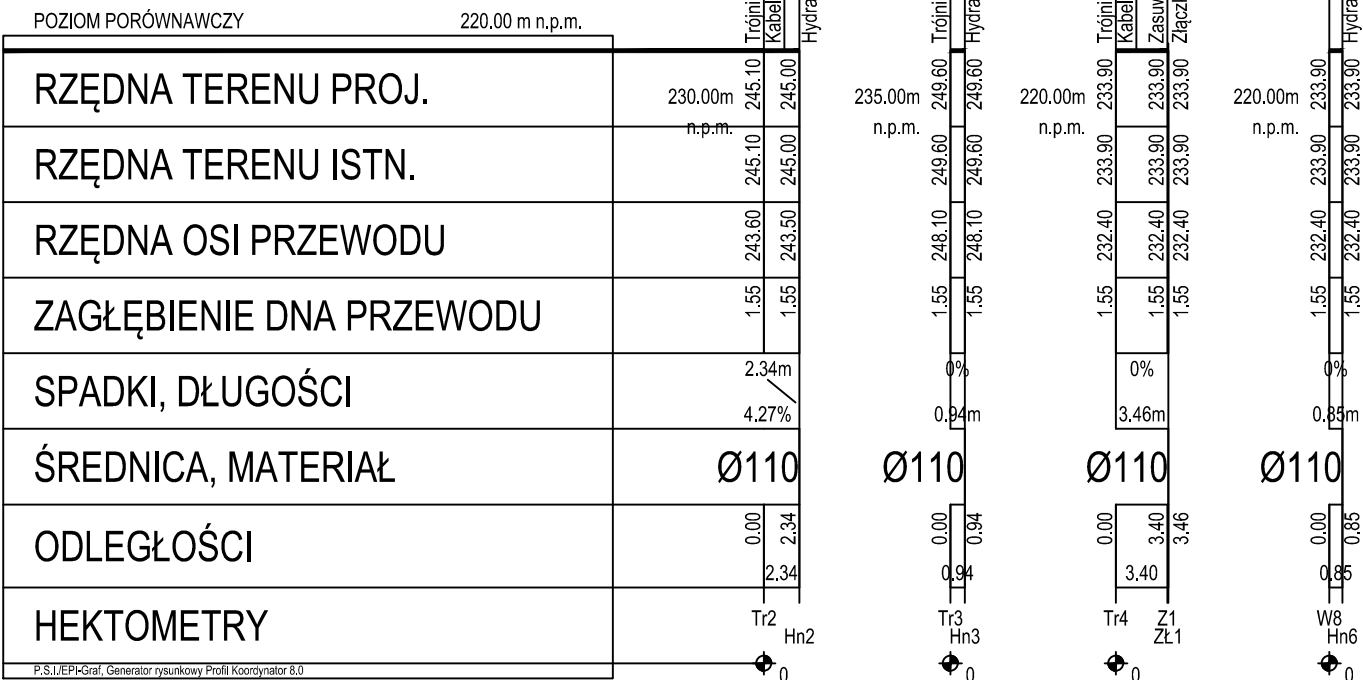 POZIOM PORÓWNAWCZY 220.00 m n.p.m.
Kabel
Kabel
RZĘDNA TERENU PROJ. 230.00m n.p.m. 245.10 245.00 235.00m n.p.m. 249.60 249.60 220.00m n.p.m. 233.90 233.90 233.90 220.00m n.p.m. 233.90 233.90
RZĘDNA TERENU ISTN. 245.10 245.00 249.60 249.60 233.90 233.90 233.90 233.90 233.90
RZĘDNA OSI PRZEWODU 243.60 243.50 248.10 248.10 232.40 232.40 232.40 232.40 232.40
ZAGŁĘBIENIE DNA PRZEWODU 1.55 1.55 1.55 1.55 1.55 1.55 1.55 1.55 1.55
SPADKI, DŁUGOŚCI 2.34m 0% 0% 0%
4.27% 0.94m 3.46m 0.85m
ŚREDNICA, MATERIAŁ Ø110 Ø110 Ø110 Ø110
ODLEGŁOŚCI 0.00 2.34 0.00 0.94 0.00 3.40 3.46 0.00 0.85
2.34 0.94 3.40 0.85
HEKTOMETRY Tr2 Tr3 Tr4 Z1 W8
Hn2 Hn3 ZŁ1 Hn6
P.S.I./EPI-Graf, Generator rysunkowy Profil Koordynator 8.0 0 0 0 0